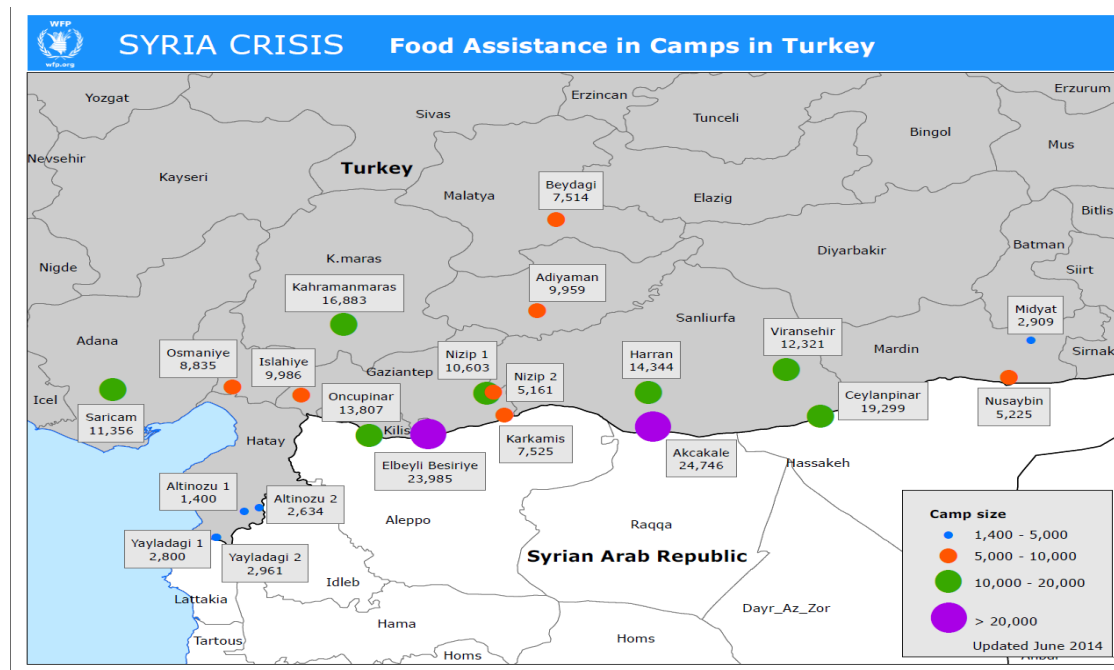 WFP
wfp.org
SYRIA CRISIS
Food Assistance in Camps in Turkey
Yozgat
Sivas
Erzincan
Tunceli
Erzurum
Bingol
Mus
Nevsehir
Kayseri
Turkey
Malatya
Beydagi
7,514
Elazig
Bitlis
Nigde
K.maras
Diyarbakir
Batman
Siirt
Kahramanmaras
16,883
Adiyaman
9,959
Sanliurfa
Midyat
2,909
Adana
Osmaniye
8,835
Islahiye
9,986
Gaziantep
Nizip 1
10,603
Nizip 2
5,161
Harran
14,344
Viransehir
12,321
Mardin
Sirnak
Icel
Saricam
11,356
Oncupinar
13,807
Kilis
Karkamis
7,525
Ceylanpinar
19,299
Nusaybin
5,225
Hatay
Elbeyli Besiriye
23,985
Akcakale
24,746
Hassakeh
Altinozu 1
1,400
Altinozu 2
2,634
Aleppo
Raqqa
Yayladagi 1
2,800
Yayladagi 2
2,961
Syrian Arab Republic
Idleb
Lattakia
Hama
Dayr_Az_Zor
Tartous
Homs
Homs
Camp size
1,400 - 5,000
5,000 - 10,000
10,000 - 20,000
> 20,000
Updated June 2014